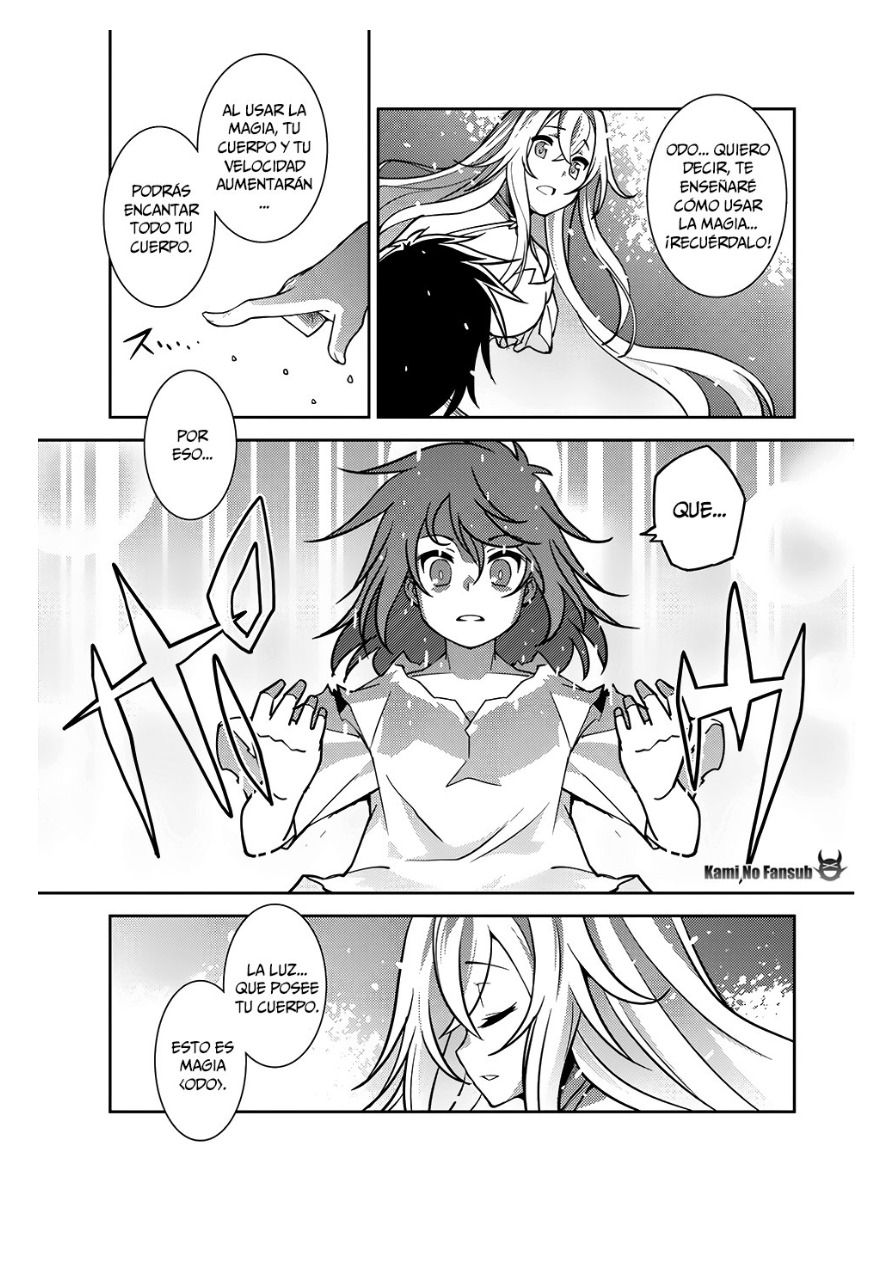 ODO... QUIERO
DECIR, TE
ENSEÑARÉ
CÓMO USAR
LA MAGIA...
¡RECUÉRDALO!
AL USAR LA
MAGIA, TU
CUERPO Y TU
VELOCIDAD
AUMENTARÁN
...
PODRÁS
ENCANTAR
TODO TU
CUERPO.
ス......
POR
ESO...
QUE...
ポ
サ
Kami No Fansub
LA LUZ...
QUE POSEE
TU CUERPO.
ESTO ES
MAGIA
<ODO>.